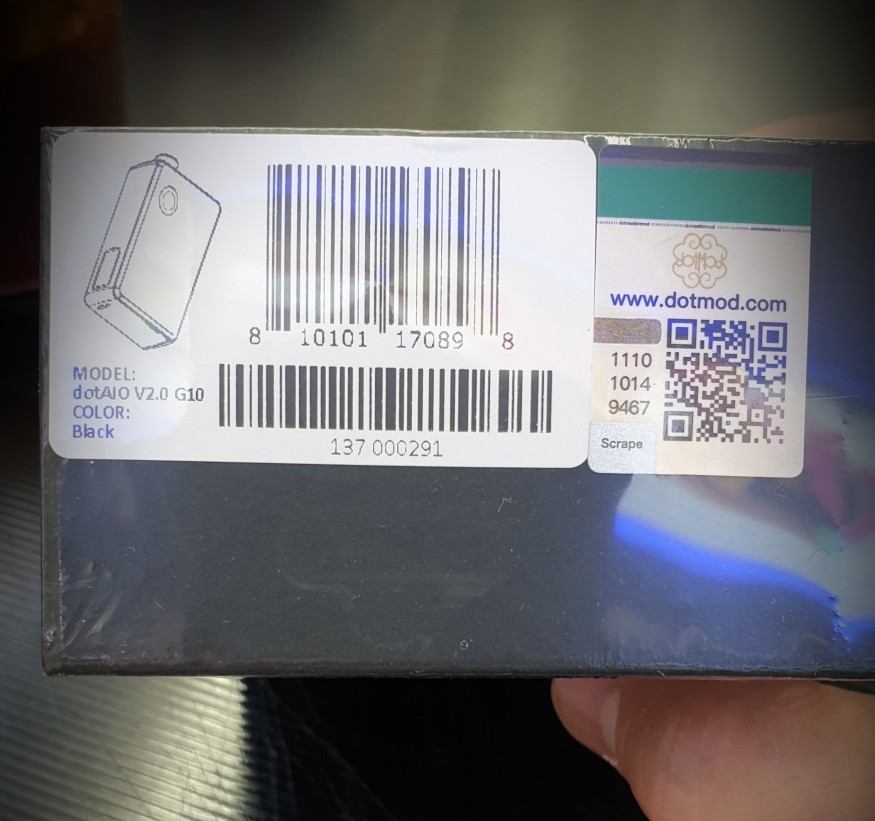 8 10101 17089 8
MODEL:
dotAIO V2.0 G10
COLOR:
Black
137 000291
dotMod
www.dotmod.com
1110
1014
9467
Scrape